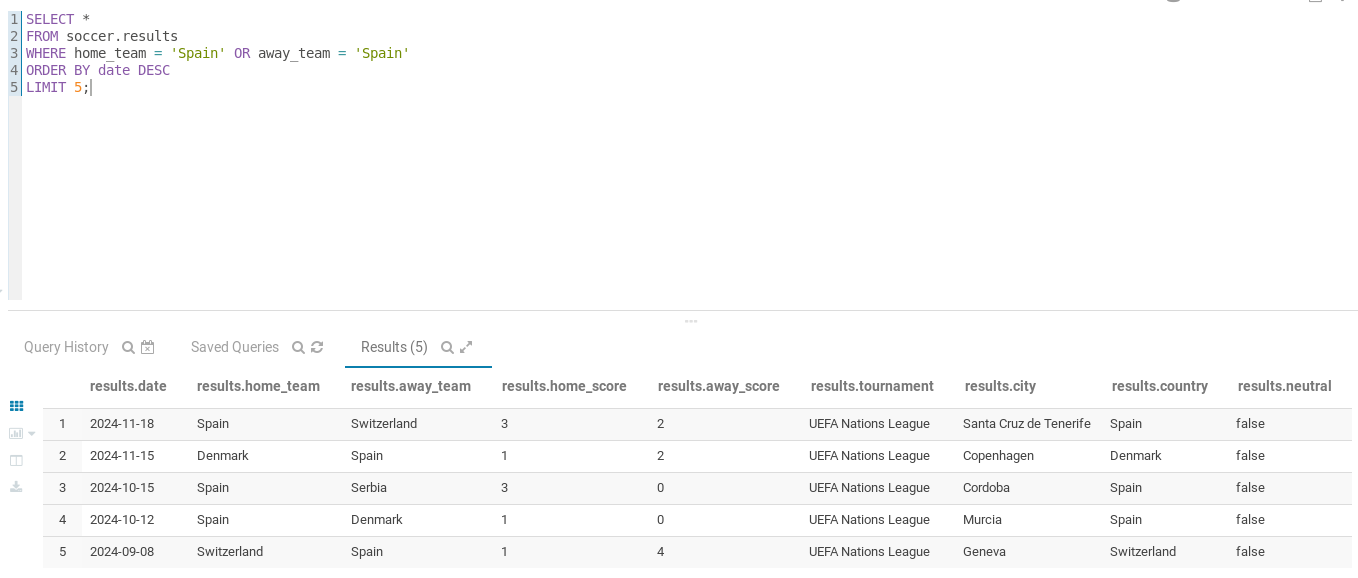 1 SELECT *
2 FROM soccer.results
3 WHERE home_team = 'Spain' OR away_team = 'Spain'
4 ORDER BY date DESC
5 LIMIT 5;
Query History Saved Queries Results (5)
results.date results.home_team results.away_team results.home_score results.away_score results.tournament results.city results.country results.neutral
1 2024-11-18 Spain Switzerland 3 2 UEFA Nations League Santa Cruz de Tenerife Spain false
2 2024-11-15 Denmark Spain 1 2 UEFA Nations League Copenhagen Denmark false
3 2024-10-15 Spain Serbia 3 0 UEFA Nations League Cordoba Spain false
4 2024-10-12 Spain Denmark 1 0 UEFA Nations League Murcia Spain false
5 2024-09-08 Switzerland Spain 1 4 UEFA Nations League Geneva Switzerland false